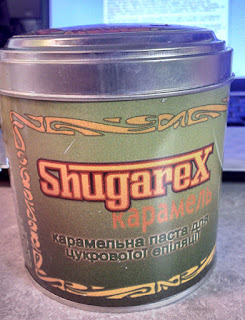 Shugarex
карамель
карамельна паста для
цукрової епіляції